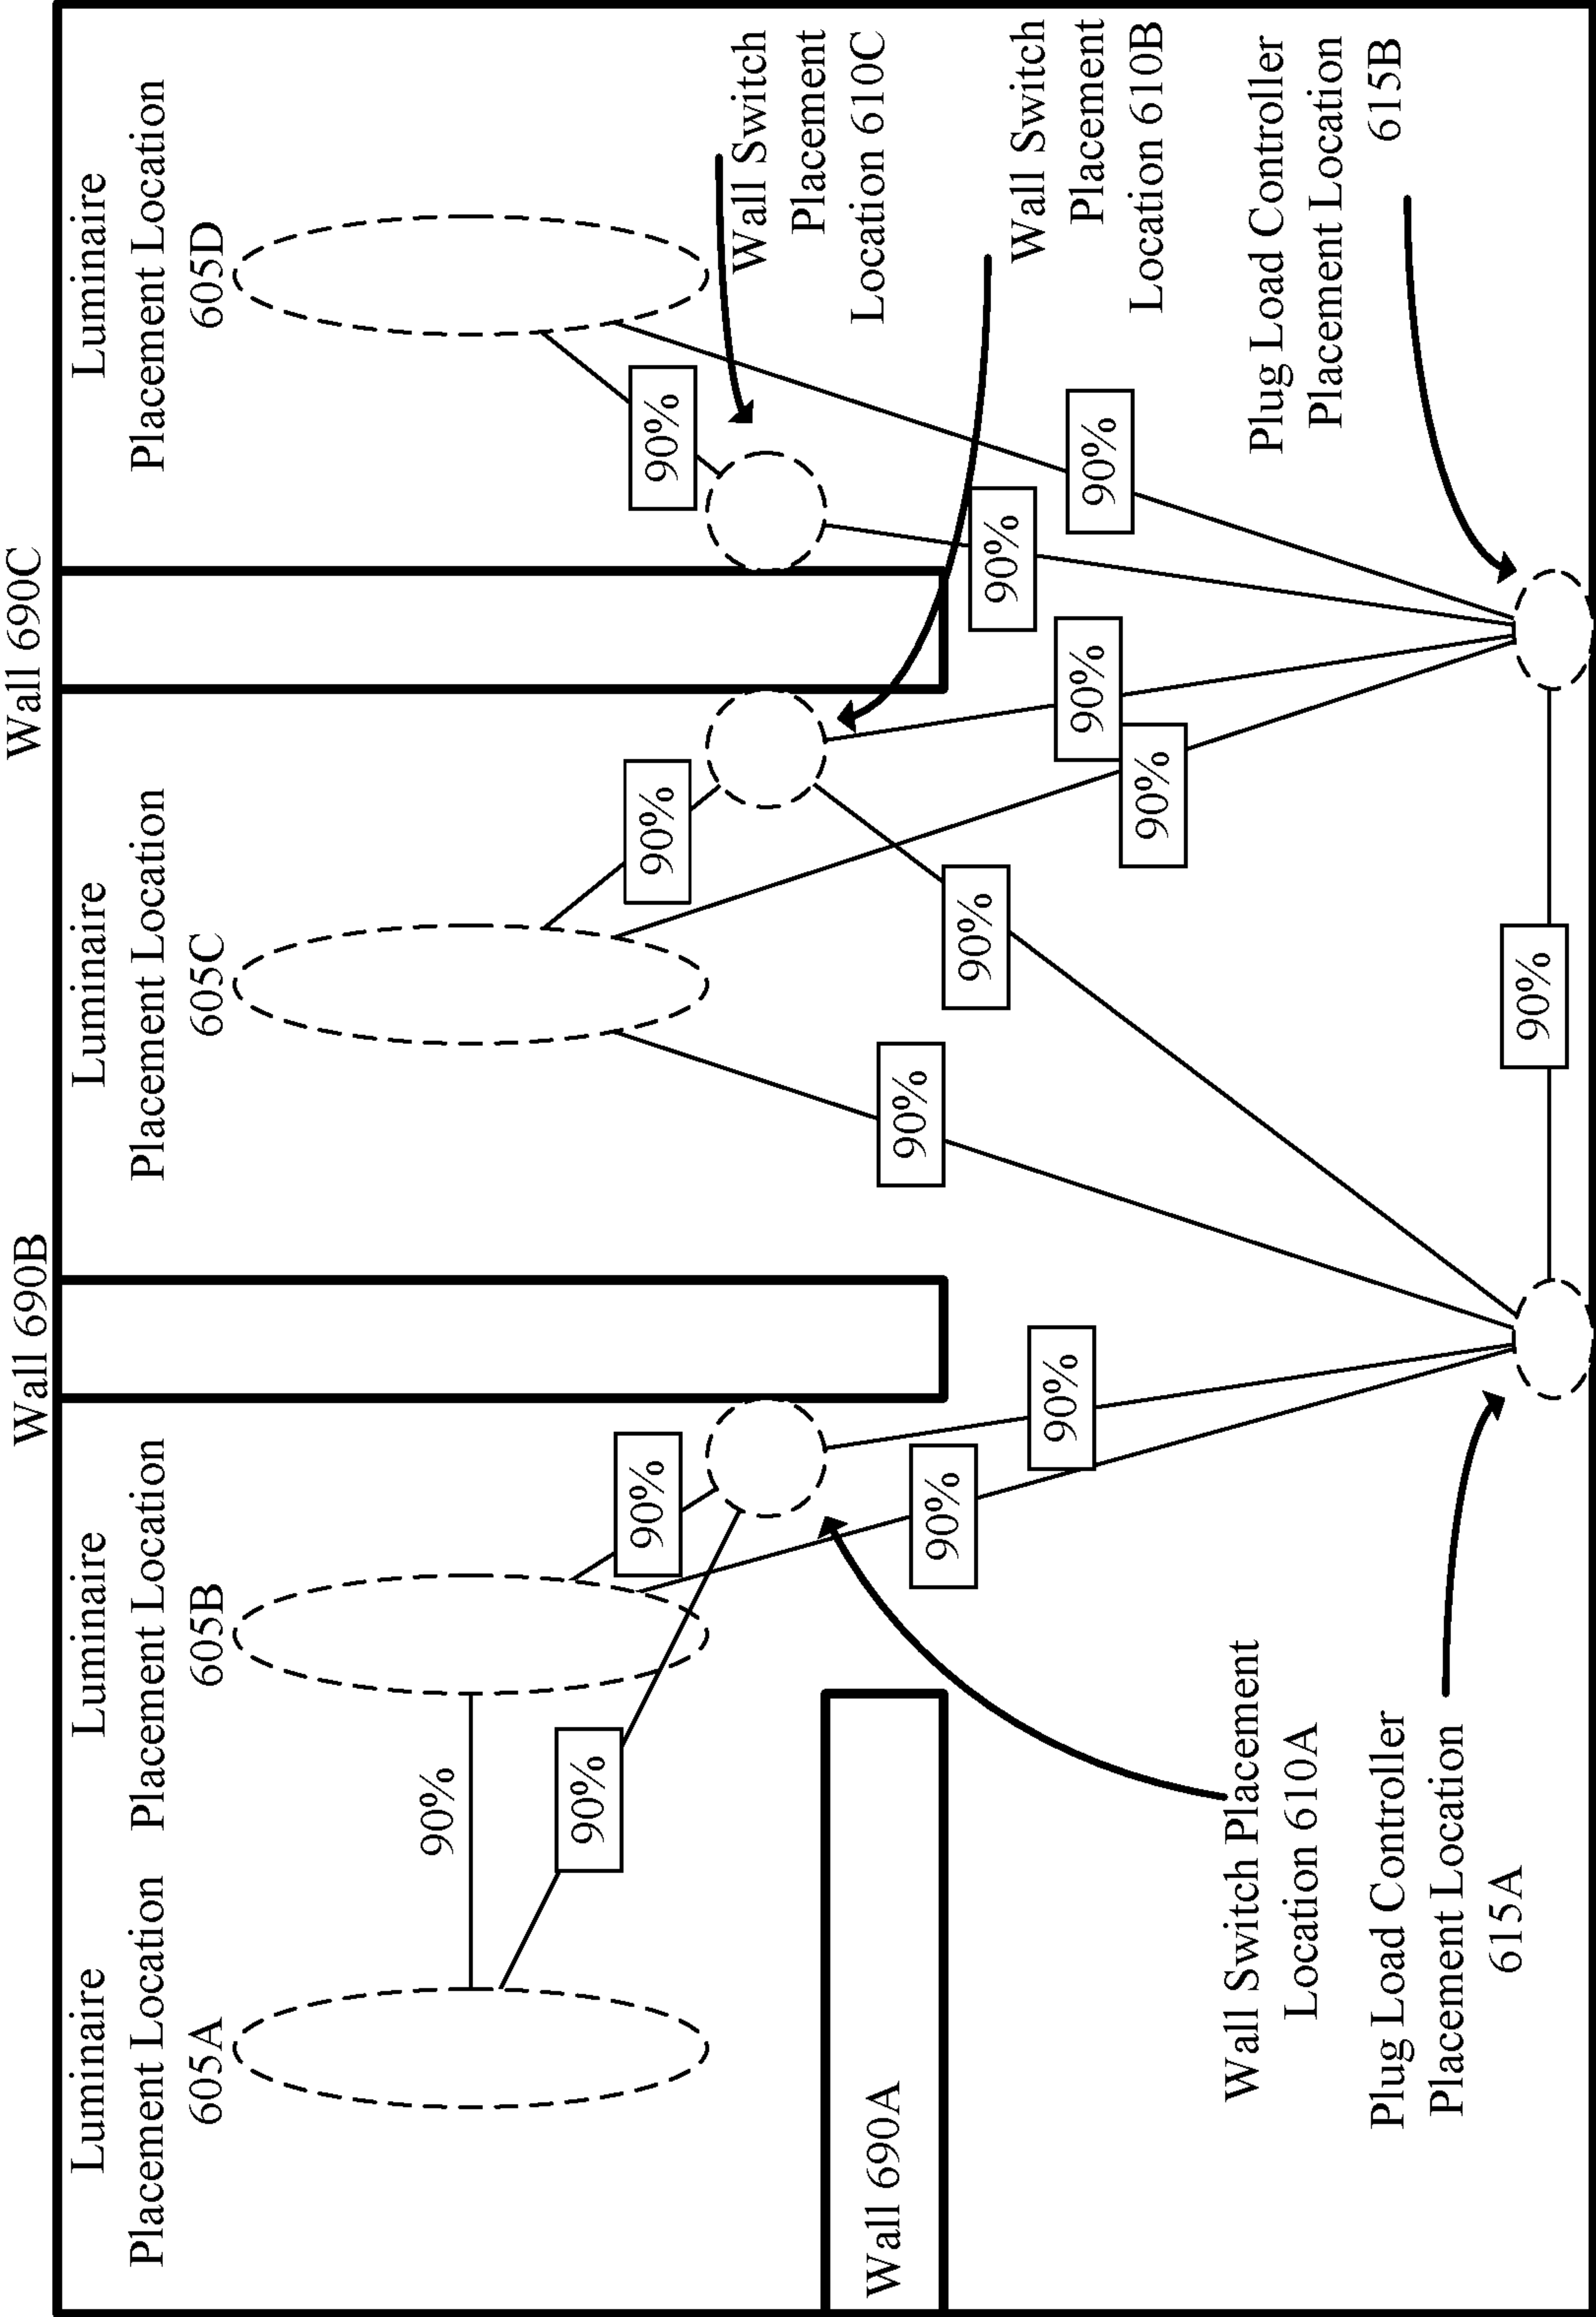 Wall 690B
Wall 690C
Luminaire
Placement Location
605A
Luminaire
Placement Location
605B
Luminaire
Placement Location
605C
Luminaire
Placement Location
605D
90%
90%
90%
90%
90%
90%
Wall Switch
Placement
Location 610C
Wall 690A
90%
90%
90%
90%
90%
90%
90%
90%
Wall Switch
Placement
Location 610B
Wall Switch Placement
Location 610A
Plug Load Controller
Placement Location
615B
Plug Load Controller
Placement Location
615A
90%